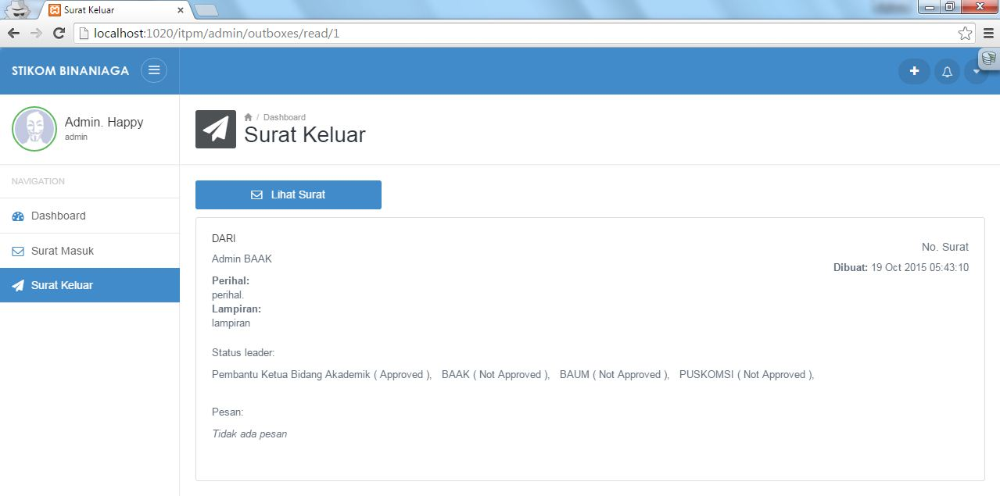 Surat Keluar
localhost:1020/itpm/admin/outboxes/read/1
STIKOM BINANIAGA
Admin. Happy
admin
NAVIGATION
Dashboard
Surat Masuk
Surat Keluar
/ Dashboard
Surat Keluar
Lihat Surat
DARI
Admin BAAK
No. Surat
Dibuat: 19 Oct 2015 05:43:10
Perihal:
perihal.
Lampiran:
lampiran
Status leader:
Pembantu Ketua Bidang Akademik ( Approved ), BAAK ( Not Approved ), BAUM ( Not Approved ), PUSKOMSI ( Not Approved ),
Pesan:
Tidak ada pesan